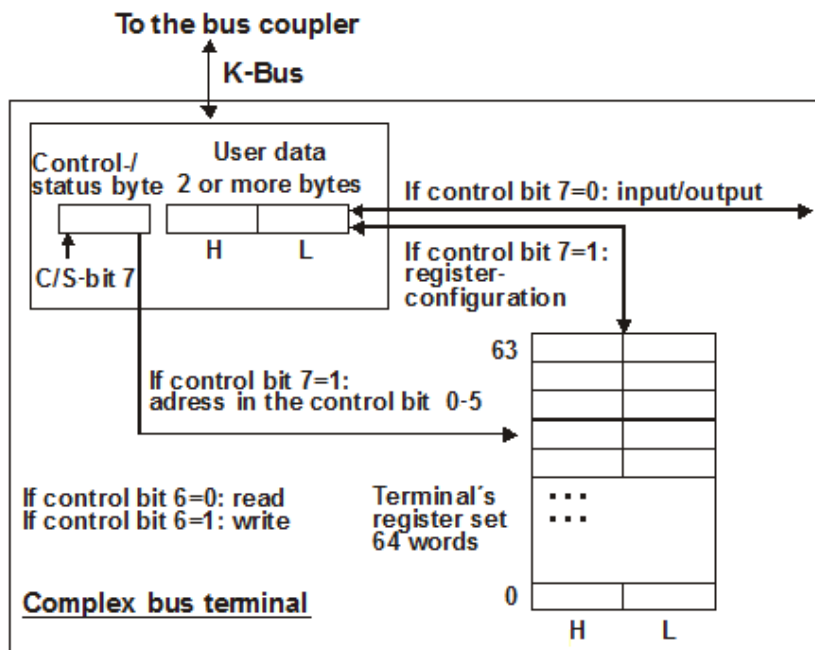 To the bus coupler
K-Bus
Control-/
status byte
User data
2 or more bytes
H
L
C/S-bit 7
If control bit 7=0: input/output
If control bit 7=1:
register-
configuration
If control bit 7=1:
adress in the control bit 0-5
63
If control bit 6=0: read
If control bit 6=1: write
Terminal´s
register set
64 words
...
...
0
Complex bus terminal
H
L